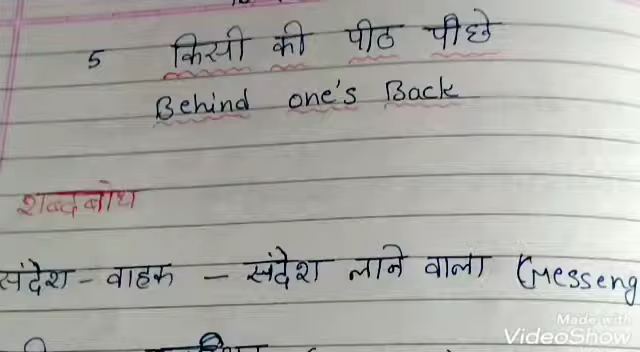 5 किसी की पीठ पीछे
Behind one's Back
शब्दबोध
संदेश - वाहक - संदेश लाने वाला (Messeng
Made with
VideoShow